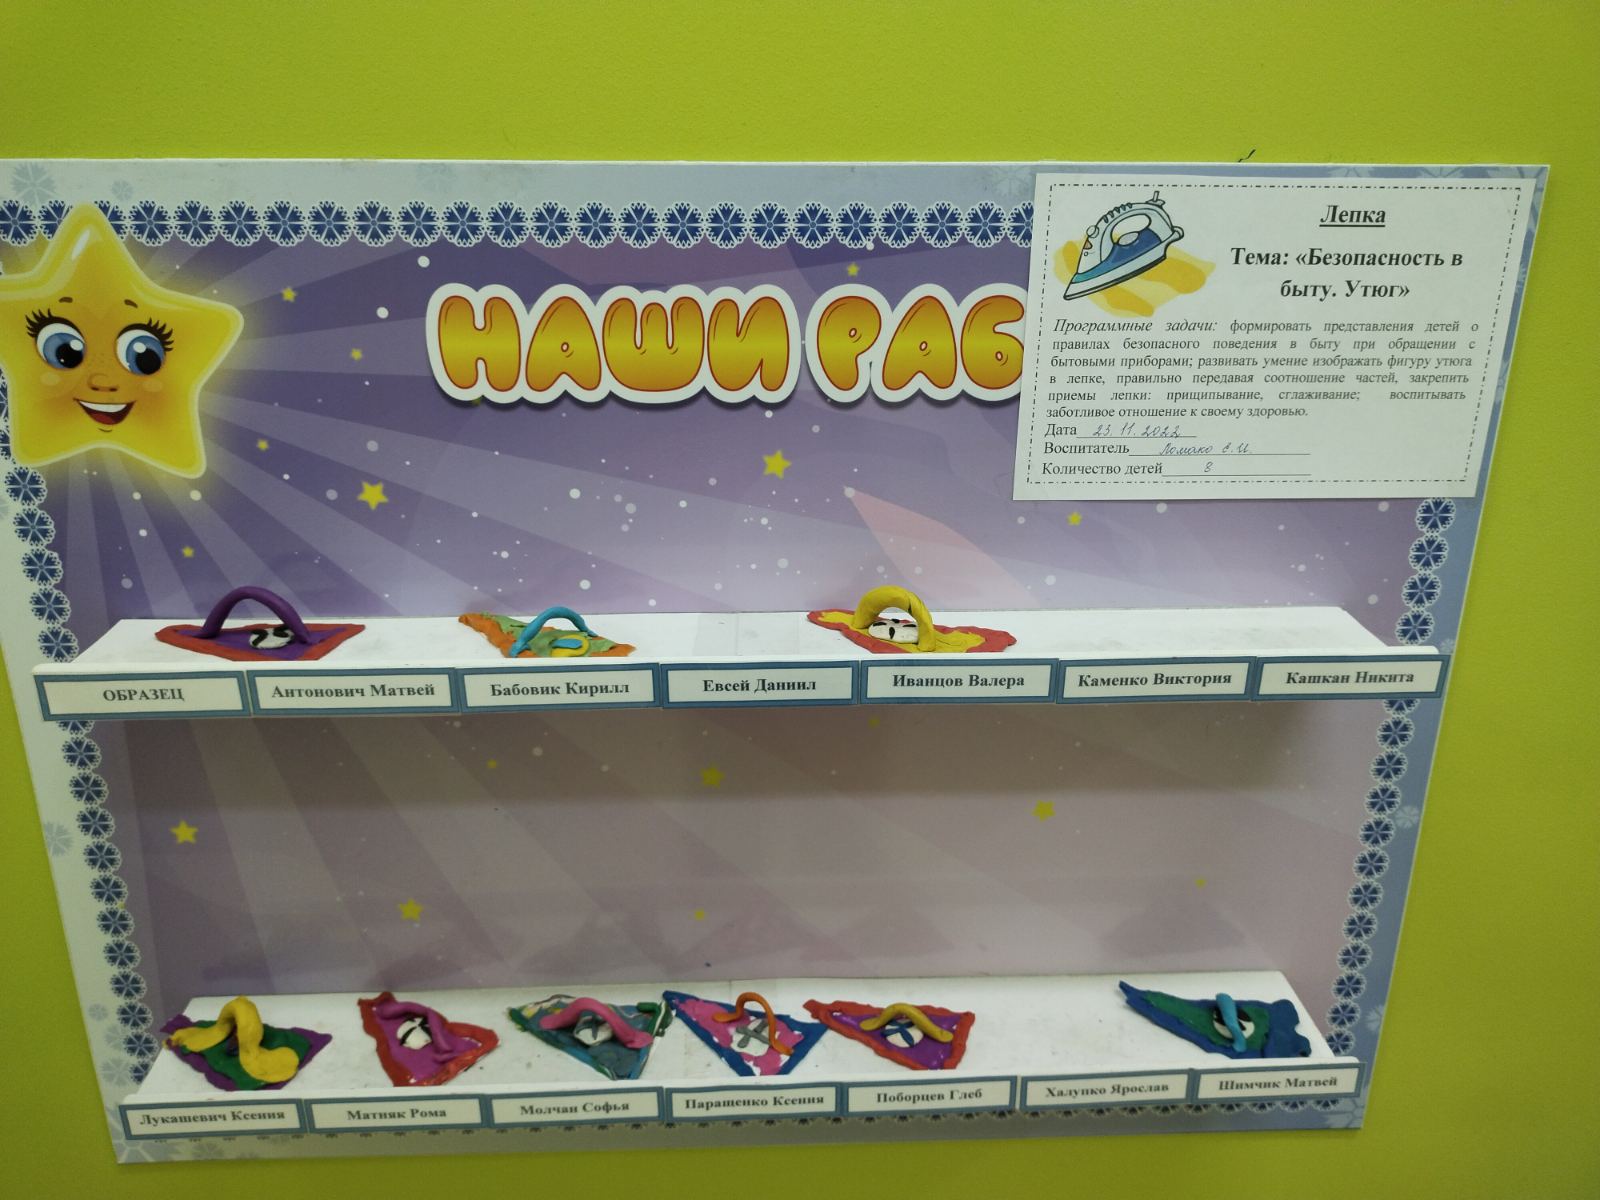 НАШИ РАБ
Лепка
Тема: «Безопасность в
быту. Утюг»
Программные задачи: формировать представления детей о
правилах безопасного поведения в быту при обращении с
бытовыми приборами; развивать умение изображать фигуру утюга
в лепке, правильно передавая соотношение частей, закрепить
приемы лепки: прищипывание, сглаживание; воспитывать
заботливое отношение к своему здоровью.
Дата 23.11.2022
Воспитатель Ломако Е.И.
Количество детей 8
ОБРАЗЕЦ
Антонович Матвей
Бабовик Кирилл
Евсей Даниил
Иванцов Валера
Каменко Виктория
Кашкан Никита
Лукашевич Ксения
Матняк Рома
Молчан Софья
Паращенко Ксения
Поборцев Глеб
Халупко Ярослав
Шимчик Матвей